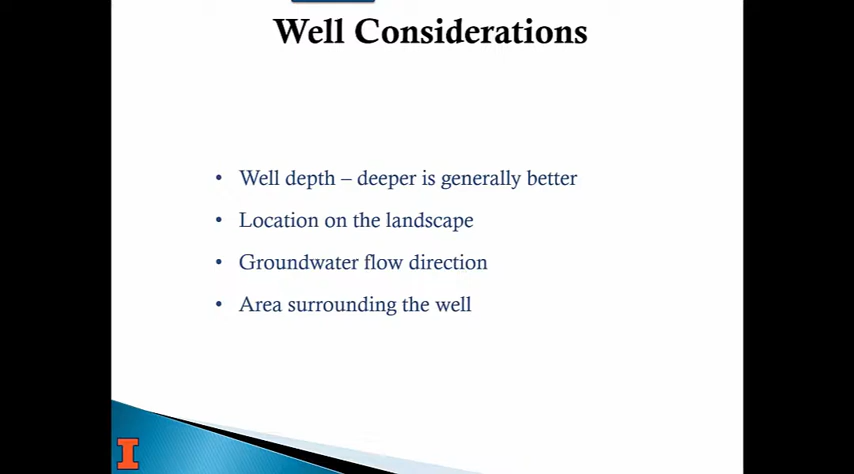 Well Considerations
• Well depth – deeper is generally better
• Location on the landscape
• Groundwater flow direction
• Area surrounding the well
I